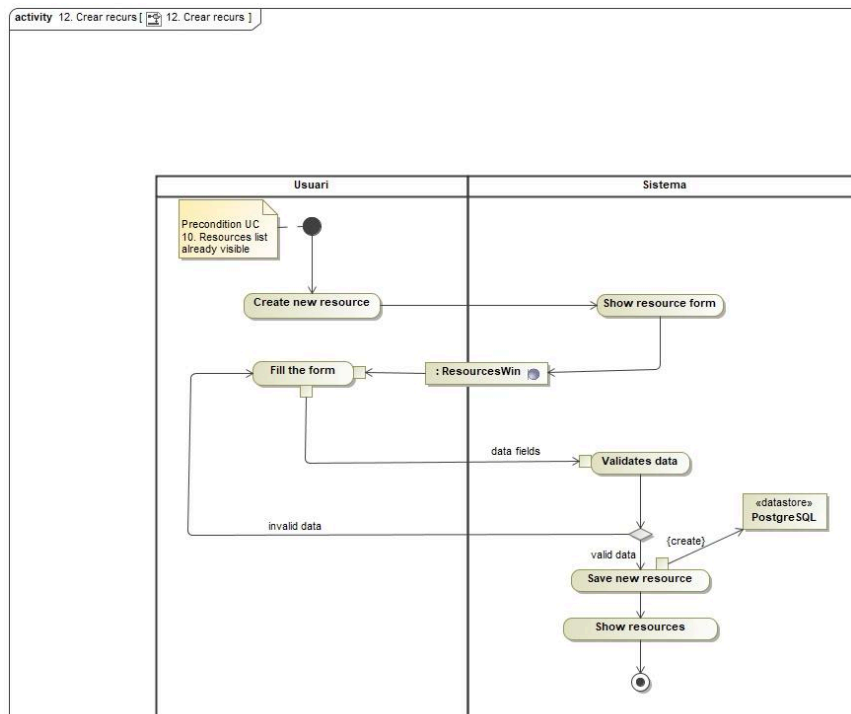 activity 12. Crear recurs [ 12. Crear recurs ]
Usuari
Sistema
Precondition UC
10. Resources list
already visible
Create new resource
Show resource form
Fill the form
: ResourcesWin
data fields
Validates data
«datastore»
PostgreSQL
invalid data
{create}
valid data
Save new resource
Show resources